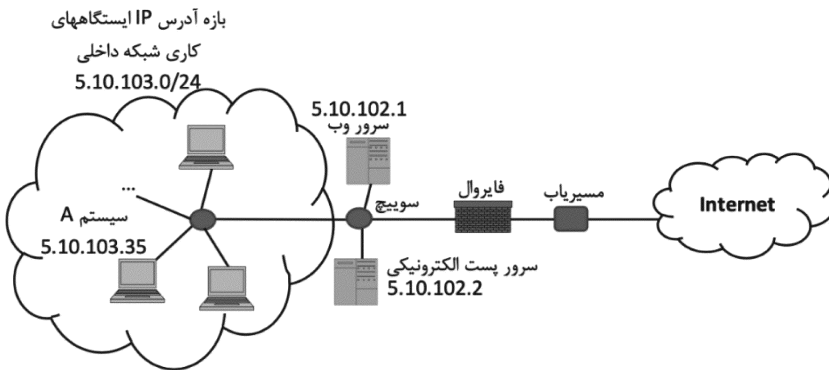 بازه آدرس IP ایستگاههای
کاری شبکه داخلی
5.10.103.0/24
5.10.102.1
سرور وب
...
سیستم A
5.10.103.35
سوییچ
فایروال
مسیریاب
Internet
سرور پست الکترونیکی
5.10.102.2